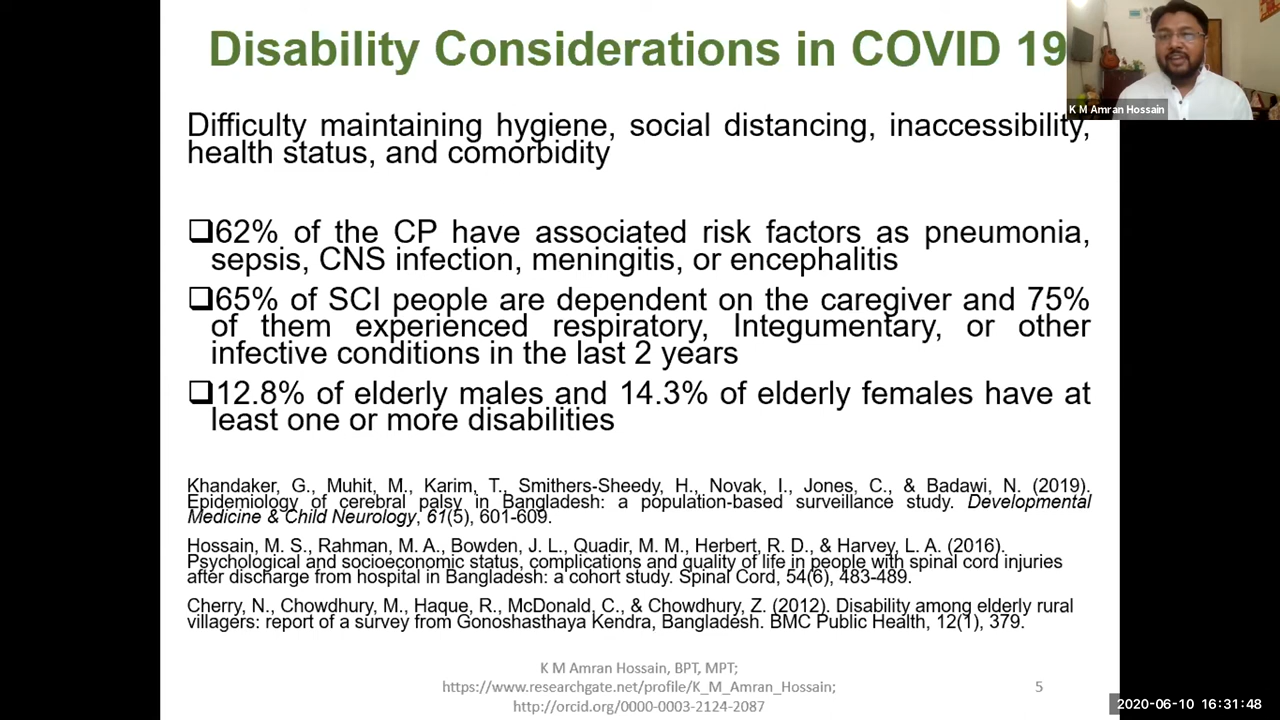 Disability Considerations in COVID 19
K M Amran Hossain
Difficulty maintaining hygiene, social distancing, inaccessibility,
health status, and comorbidity
❑62% of the CP have associated risk factors as pneumonia,
sepsis, CNS infection, meningitis, or encephalitis
❑65% of SCI people are dependent on the caregiver and 75%
of them experienced respiratory, Integumentary, or other
infective conditions in the last 2 years
❑12.8% of elderly males and 14.3% of elderly females have at
least one or more disabilities
Khandaker, G., Muhit, M., Karim, T., Smithers-Sheedy, H., Novak, I., Jones, C., & Badawi, N. (2019).
Epidemiology of cerebral palsy in Bangladesh: a population-based surveillance study. Developmental
Medicine & Child Neurology, 61(5), 601-609.
Hossain, M. S., Rahman, M. A., Bowden, J. L., Quadir, M. M., Herbert, R. D., & Harvey, L. A. (2016).
Psychological and socioeconomic status, complications and quality of life in people with spinal cord injuries
after discharge from hospital in Bangladesh: a cohort study. Spinal Cord, 54(6), 483-489.
Cherry, N., Chowdhury, M., Haque, R., McDonald, C., & Chowdhury, Z. (2012). Disability among elderly rural
villagers: report of a survey from Gonoshasthaya Kendra, Bangladesh. BMC Public Health, 12(1), 379.
K M Amran Hossain, BPT, MPT;
https://www.researchgate.net/profile/K_M_Amran_Hossain;
http://orcid.org/0000-0003-2124-2087
5
2020-06-10 16:31:48